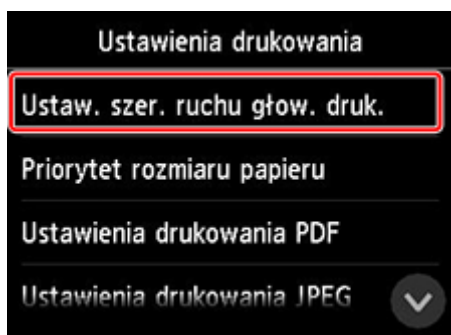 Ustawienia drukowania
Ustaw. szer. ruchu głow. druk.
Priorytet rozmiaru papieru
Ustawienia drukowania PDF
Ustawienia drukowania JPEG